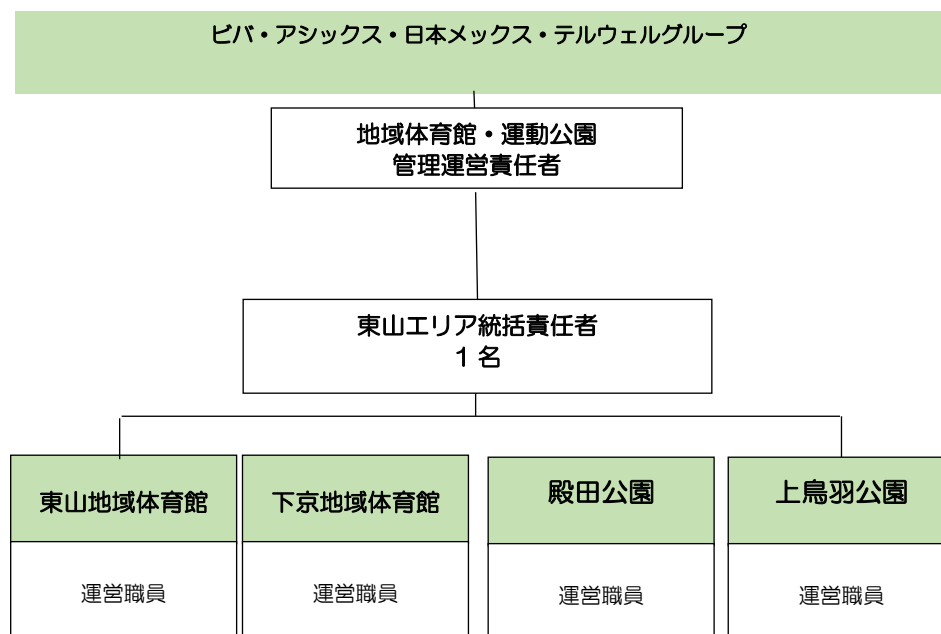 ビバ・アシックス・日本メックス・テルウェルグループ
地域体育館・運動公園
管理運営責任者
東山エリア統括責任者
1 名
東山地域体育館
下京地域体育館
殿田公園
上鳥羽公園
運営職員
運営職員
運営職員
運営職員